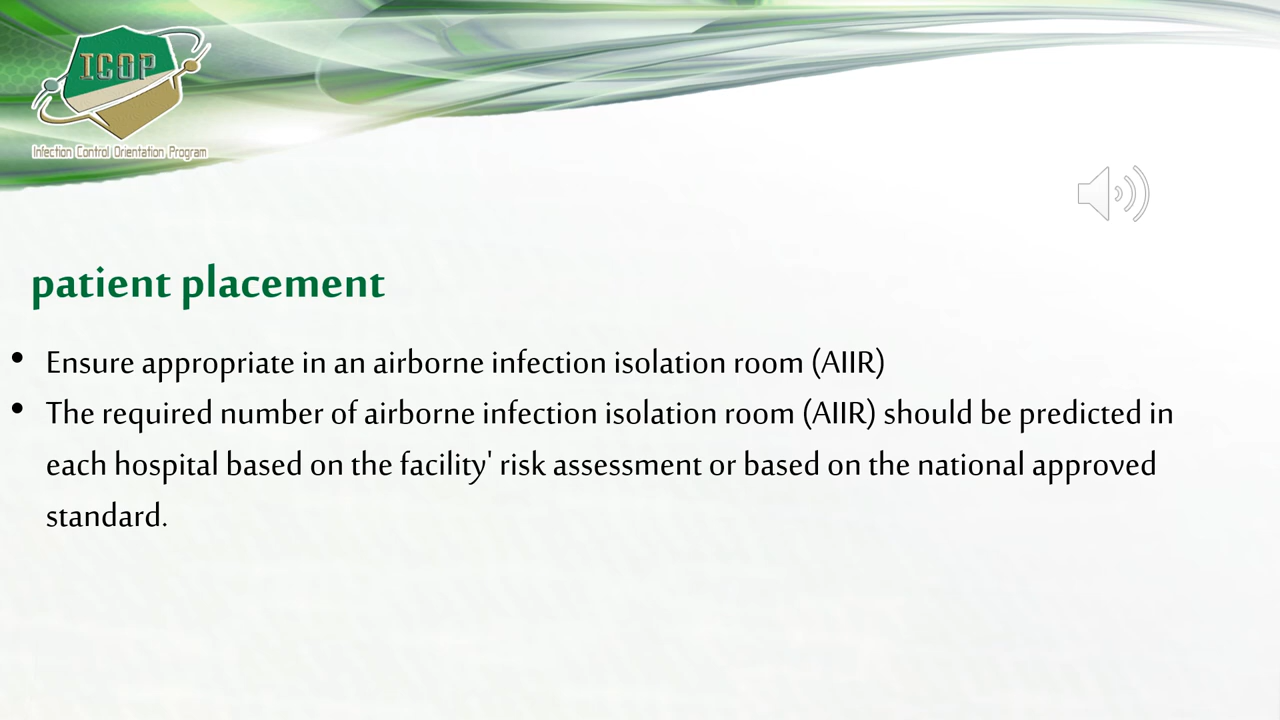 ICOP
Infection Control Orientation Program
patient placement
• Ensure appropriate in an airborne infection isolation room (AIIR)
• The required number of airborne infection isolation room (AIIR) should be predicted in
each hospital based on the facility' risk assessment or based on the national approved
standard.